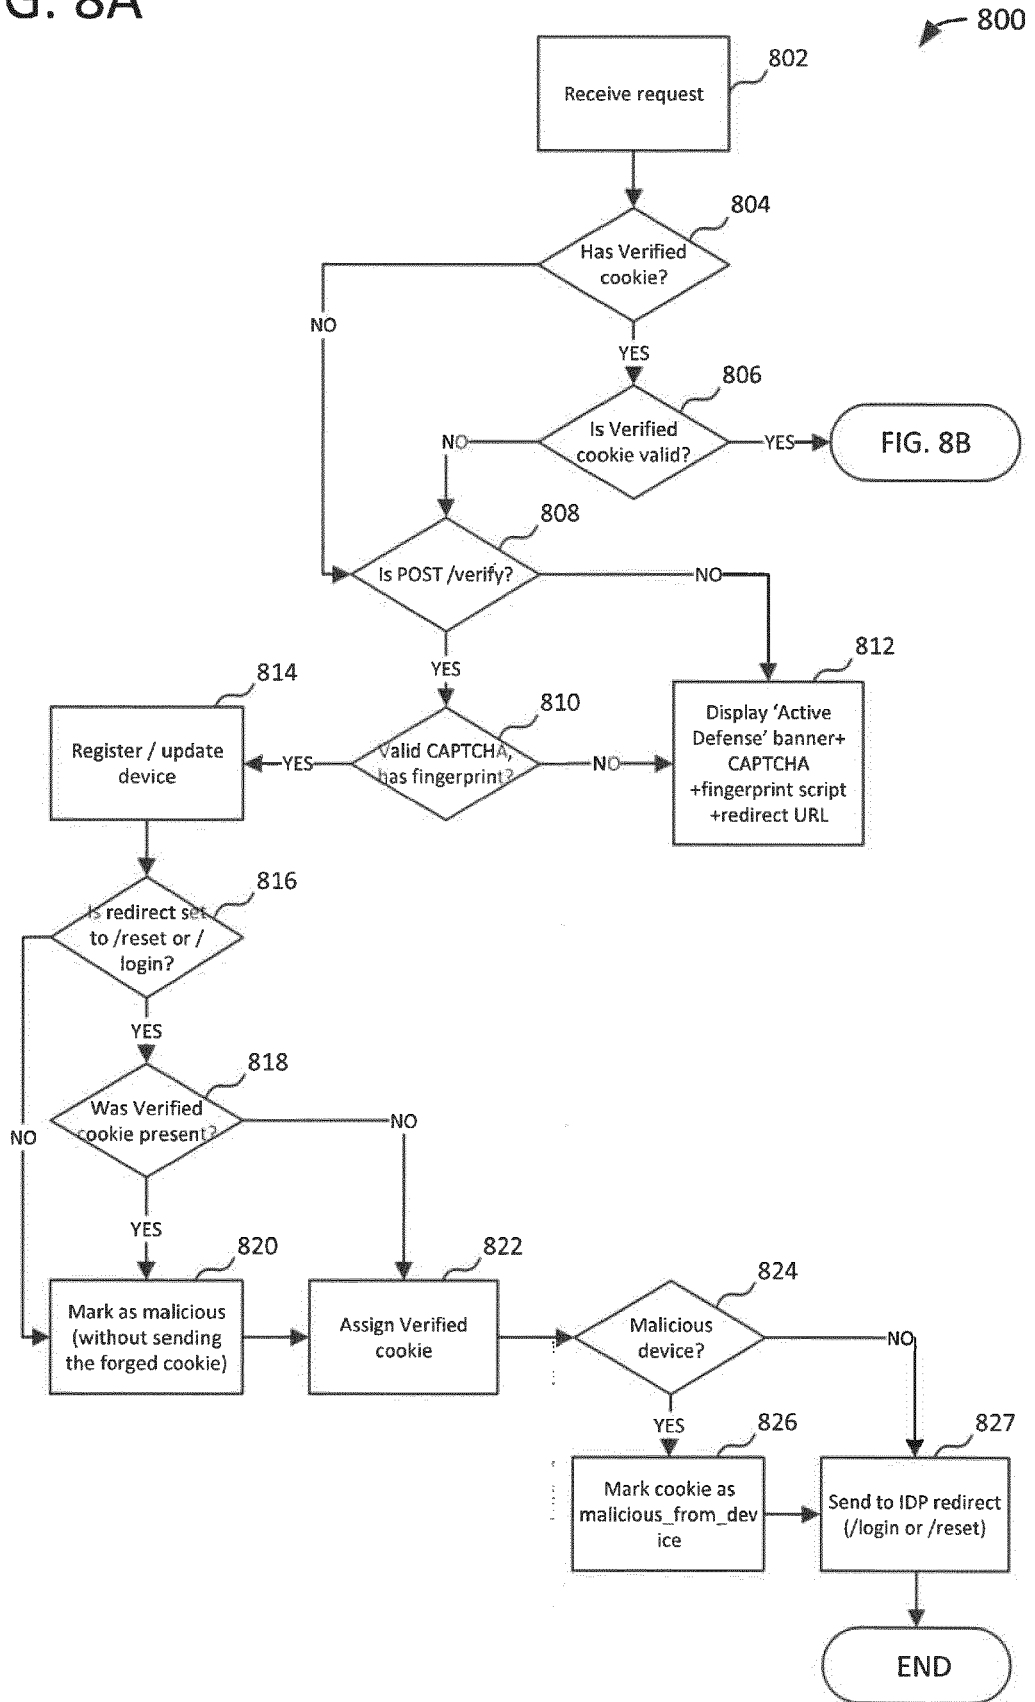 G. 8A
800
802
Receive request
804
Has Verified
cookie?
NO
YES
806
Is Verified
cookie valid?
NO
YES
FIG. 8B
808
Is POST /verify?
NO
YES
812
Display ‘Active
Defense’ banner+
CAPTCHA
+fingerprint script
+redirect URL
810
Valid CAPTCHA,
has fingerprint?
YES
NO
814
Register / update
device
816
Is redirect set
to /reset or /
login?
YES
NO
818
Was Verified
cookie present?
NO
YES
820
Mark as malicious
(without sending
the forged cookie)
822
Assign Verified
cookie
824
Malicious
device?
NO
YES
826
Mark cookie as
malicious_from_dev
ice
827
Send to IDP redirect
(/login or /reset)
END